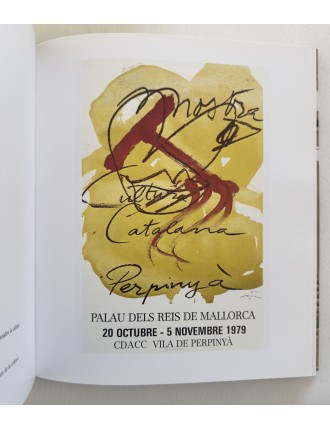 Mostra
Cultura
Catalana
Perpinyà
PALAU DELS REIS DE MALLORCA
20 OCTUBRE - 5 NOVEMBRE 1979
CDACC VILA DE PERPINYÀ